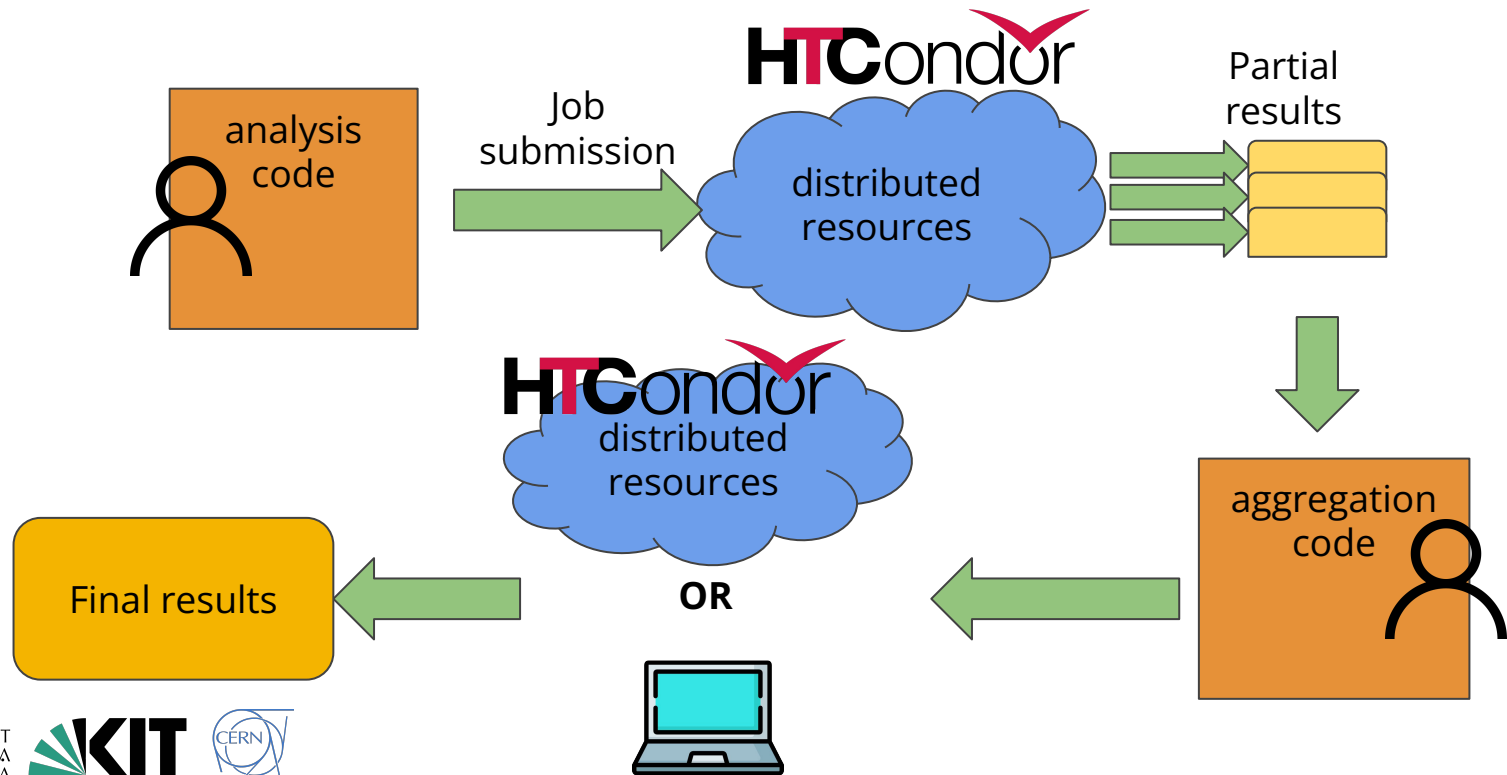 HTCondor
Partial
results
analysis
code
Job
submission
distributed
resources
HTCondor
distributed
resources
aggregation
code
Final results
OR
KIT
CERN
T
A